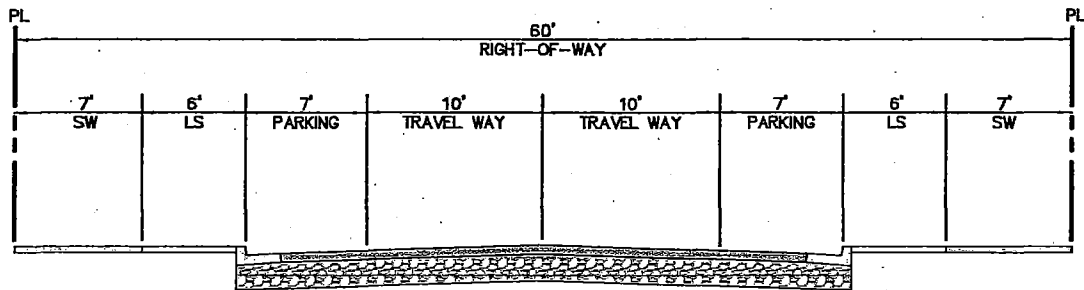 PL PL
60'
RIGHT-OF-WAY
7' 6' 7' 10' 10' 7' 6' 7'
SW LS PARKING TRAVEL WAY TRAVEL WAY PARKING LS SW